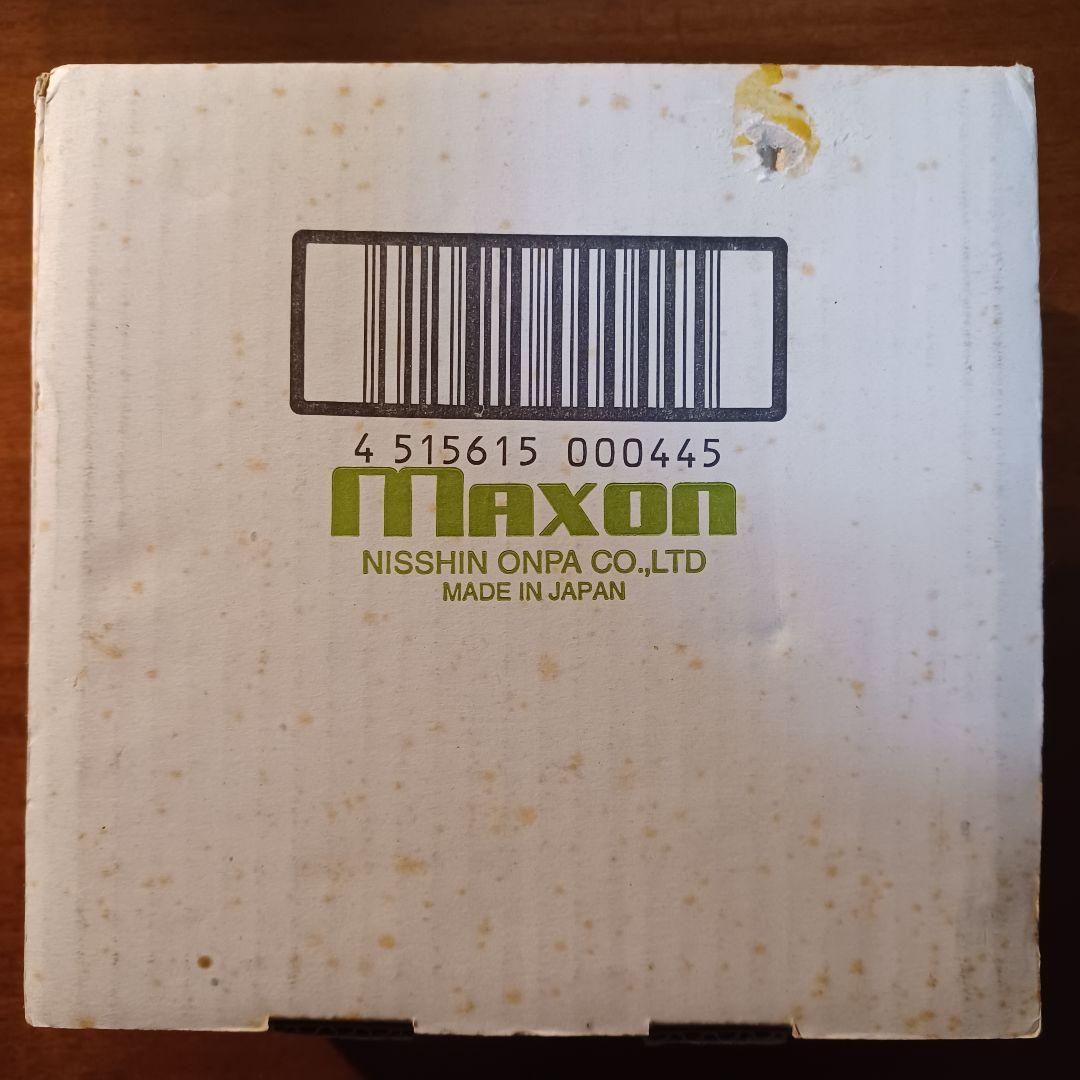 4 515615 000445
maxon
NISSHIN ONPA CO.,LTD
MADE IN JAPAN